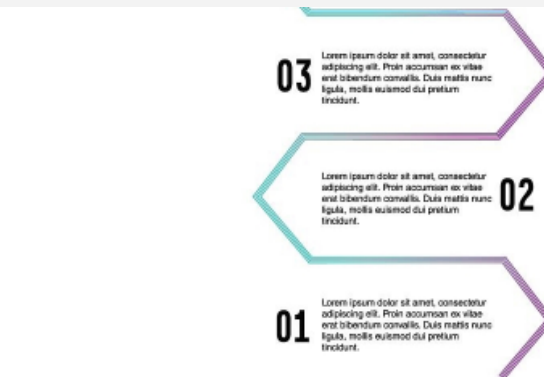 03
Lorem ipsum dolor sit amet, consectetur
adipiscing elit. Proin accumsan ex vitae
erat bibendum convallis. Duis mattis nunc
ligula, mollis euismod dui pretium
tincidunt.
Lorem ipsum dolor sit amet, consectetur
adipiscing elit. Proin accumsan ex vitae
erat bibendum convallis. Duis mattis nunc
ligula, mollis euismod dui pretium
tincidunt.
02
01
Lorem ipsum dolor sit amet, consectetur
adipiscing elit. Proin accumsan ex vitae
erat bibendum convallis. Duis mattis nunc
ligula, mollis euismod dui pretium
tincidunt.